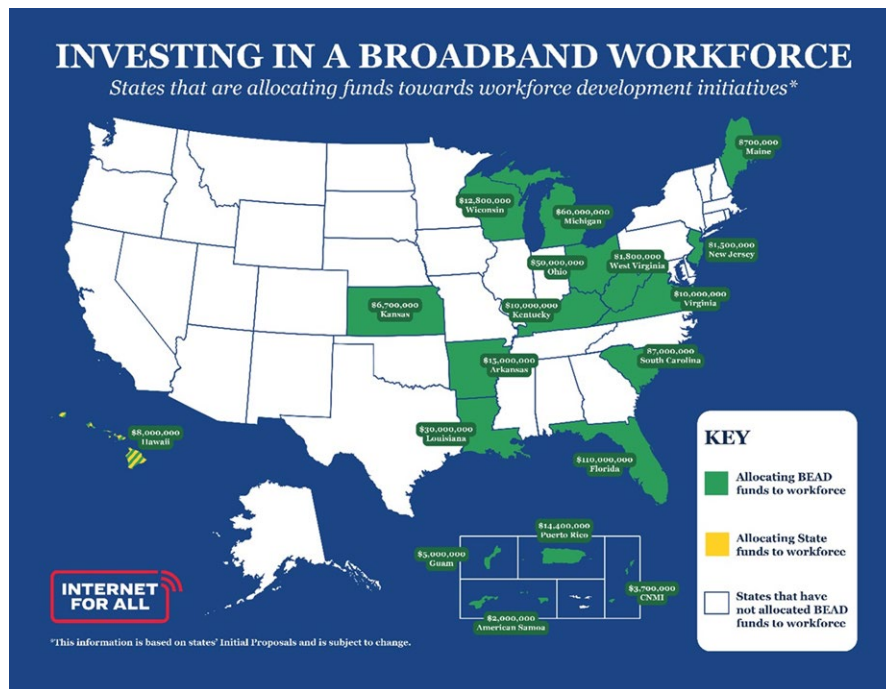 INVESTING IN A BROADBAND WORKFORCE
States that are allocating funds towards workforce development initiatives*
$700,000
Maine
$12,800,000
Wiconsin
$60,000,000
Michigan
$1,500,000
New Jersey
$50,000,000
Ohio
$1,800,000
West Virginia
$6,700,000
Kansas
$10,000,000
Kentucky
$10,000,000
Virginia
$15,000,000
Arkansas
$7,000,000
South Carolina
$8,000,000
Hawaii
$30,000,000
Louisiana
$110,000,000
Florida
KEY
Allocating BEAD
funds to workforce
Allocating State
funds to workforce
States that have
not allocated BEAD
funds to workforce
$14,400,000
Puerto Rico
$5,000,000
Guam
$3,700,000
CNMI
$2,000,000
American Samoa
INTERNET
FOR ALL
*This information is based on states' Initial Proposals and is subject to change.